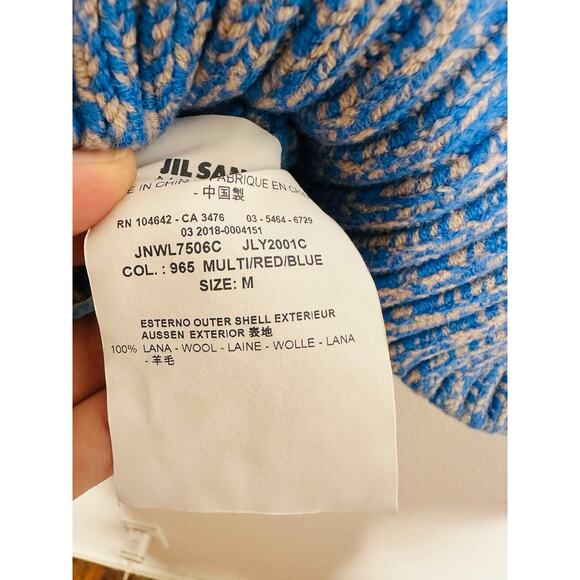 JIL SAN
E IN CHIN FABRIQUE EN CH
- 中国製
RN 104642 - CA 3476 03 - 5464 - 6729
03 2018-0004151
JNWL7506C JLY2001C
COL. : 965 MULTI/RED/BLUE
SIZE: M
ESTERNO OUTER SHELL EXTERIEUR
AUSSEN EXTERIOR 表地
100% LANA - WOOL - LAINE - WOLLE - LANA
- 羊毛